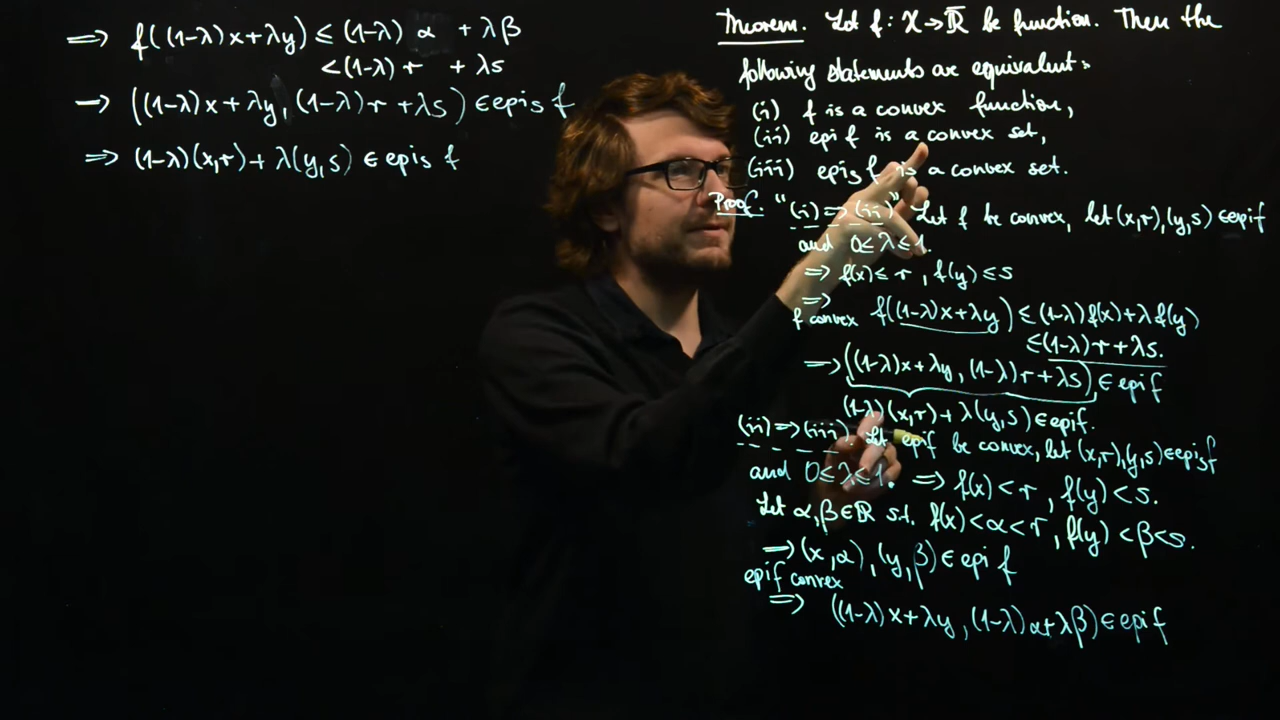 ⇒ f((1-λ)x+λy) ≤ (1-λ) α + λβ
< (1-λ) r + λs
→ ((1-λ)x+λy, (1-λ)r+λs) ∈ epis f
⇒ (1-λ)(x,r)+λ(y,s) ∈ epis f
Theorem. Let f: X→R̅ be function. Then the
following statements are equivalent:
(i) f is a convex function,
(ii) epi f is a convex set,
(iii) epis f is a convex set.
Proof. "(i) ⇒ (ii)" Let f be convex, let (x,r),(y,s) ∈ epi f
and 0≤λ≤1.
⇒ f(x) ≤ r, f(y) ≤ s
⇒
f convex f((1-λ)x+λy) ≤ (1-λ)f(x)+λf(y)
≤ (1-λ)r+λs.
⇒ ((1-λ)x+λy, (1-λ)r+λs) ∈ epi f
(1-λ)(x,r)+λ(y,s) ∈ epi f.
(ii)⇒(iii). Let epi f be convex, let (x,r),(y,s) ∈ epis f
and 0≤λ≤1. ⇒ f(x) < r, f(y) < s.
Let α,β∈R s.t. f(x)<α<r, f(y)<β<s.
⇒ (x,α), (y,β) ∈ epi f
epi f convex
⇒ ((1-λ)x+λy, (1-λ)α+λβ) ∈ epi f